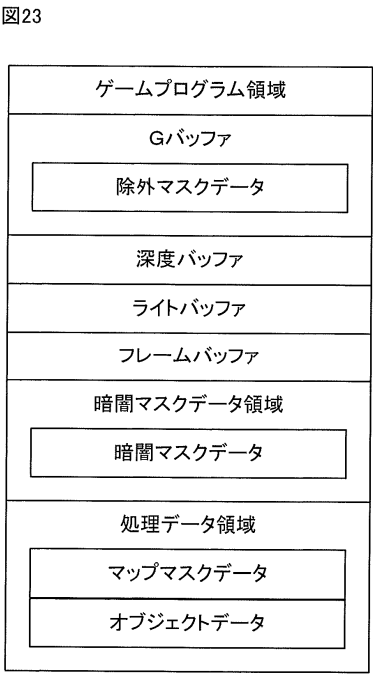 図23
ゲームプログラム領域
Gバッファ
除外マスクデータ
深度バッファ
ライトバッファ
フレームバッファ
暗闇マスクデータ領域
暗闇マスクデータ
処理データ領域
マップマスクデータ
オブジェクトデータ